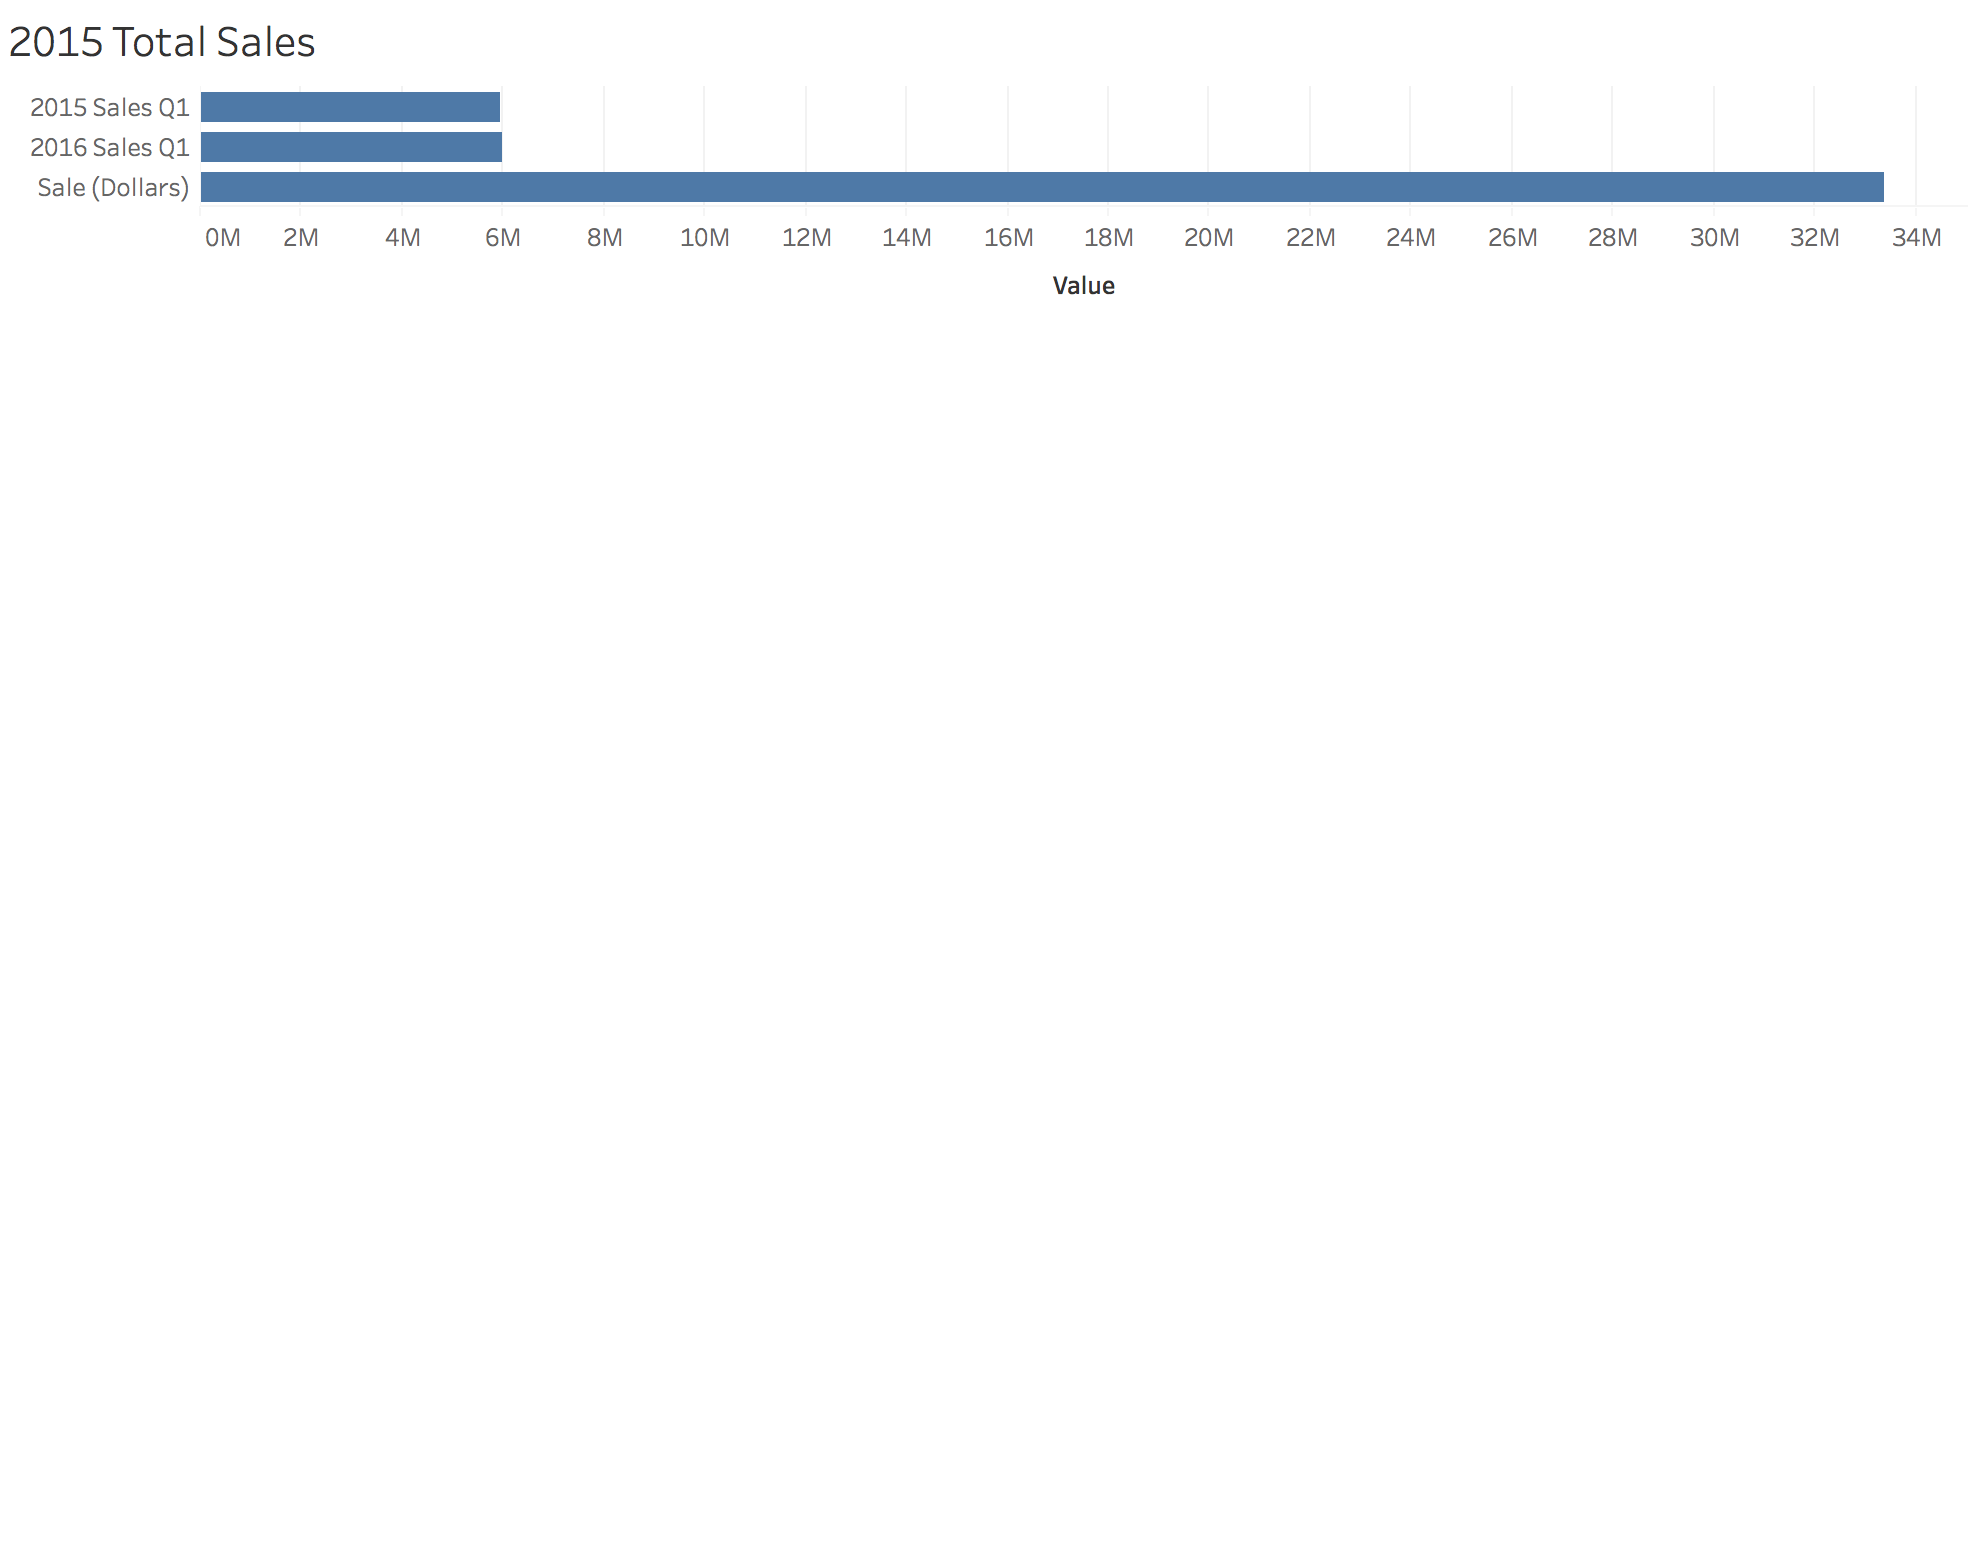 2015 Total Sales
2015 Sales Q1
2016 Sales Q1
Sale (Dollars)
0M 2M 4M 6M 8M 10M 12M 14M 16M 18M 20M 22M 24M 26M 28M 30M 32M 34M
Value